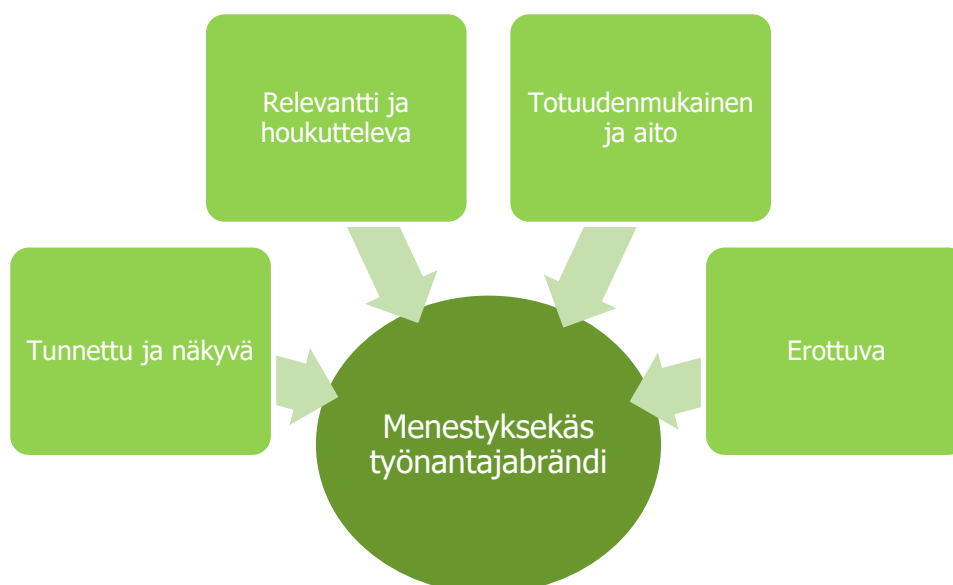 Relevantti ja
houkutteleva
Totuudenmukainen
ja aito
Tunnettu ja näkyvä
Erottuva
Menestyksekäs
työnantajabrändi